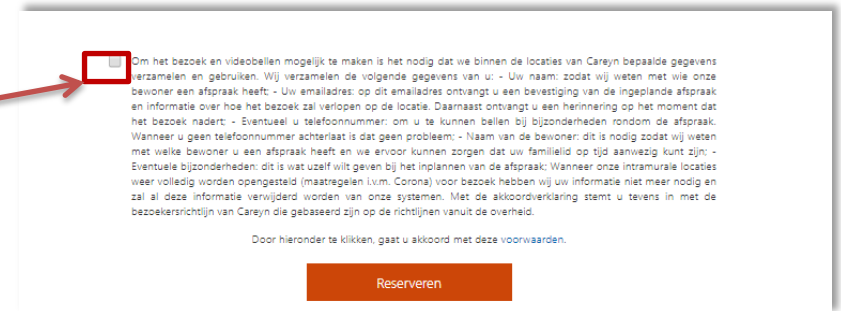 Om het bezoek en videobellen mogelijk te maken is het nodig dat we binnen de locaties van Careyn bepaalde gegevens
verzamelen en gebruiken. Wij verzamelen de volgende gegevens van u: - Uw naam: zodat wij weten met wie onze
bewoner een afspraak heeft; - Uw emailadres: op dit emailadres ontvangt u een bevestiging van de ingeplande afspraak
en informatie over hoe het bezoek zal verlopen op de locatie. Daarnaast ontvangt u een herinnering op het moment dat
het bezoek nadert; - Eventueel u telefoonnummer: om u te kunnen bellen bij bijzonderheden rondom de afspraak.
Wanneer u geen telefoonnummer achterlaat is dat geen probleem; - Naam van de bewoner: dit is nodig zodat wij weten
met welke bewoner u een afspraak heeft en we ervoor kunnen zorgen dat uw familielid op tijd aanwezig kunt zijn; -
Eventuele bijzonderheden: dit is wat uzelf wilt geven bij het inplannen van de afspraak; Wanneer onze intramurale locaties
weer volledig worden opengesteld (maatregelen i.v.m. Corona) voor bezoek hebben wij uw informatie niet meer nodig en
zal al deze informatie verwijderd worden van onze systemen. Met de akkoordverklaring stemt u tevens in met de
bezoekersrichtlijn van Careyn die gebaseerd zijn op de richtlijnen vanuit de overheid.
Door hieronder te klikken, gaat u akkoord met deze voorwaarden.
Reserveren